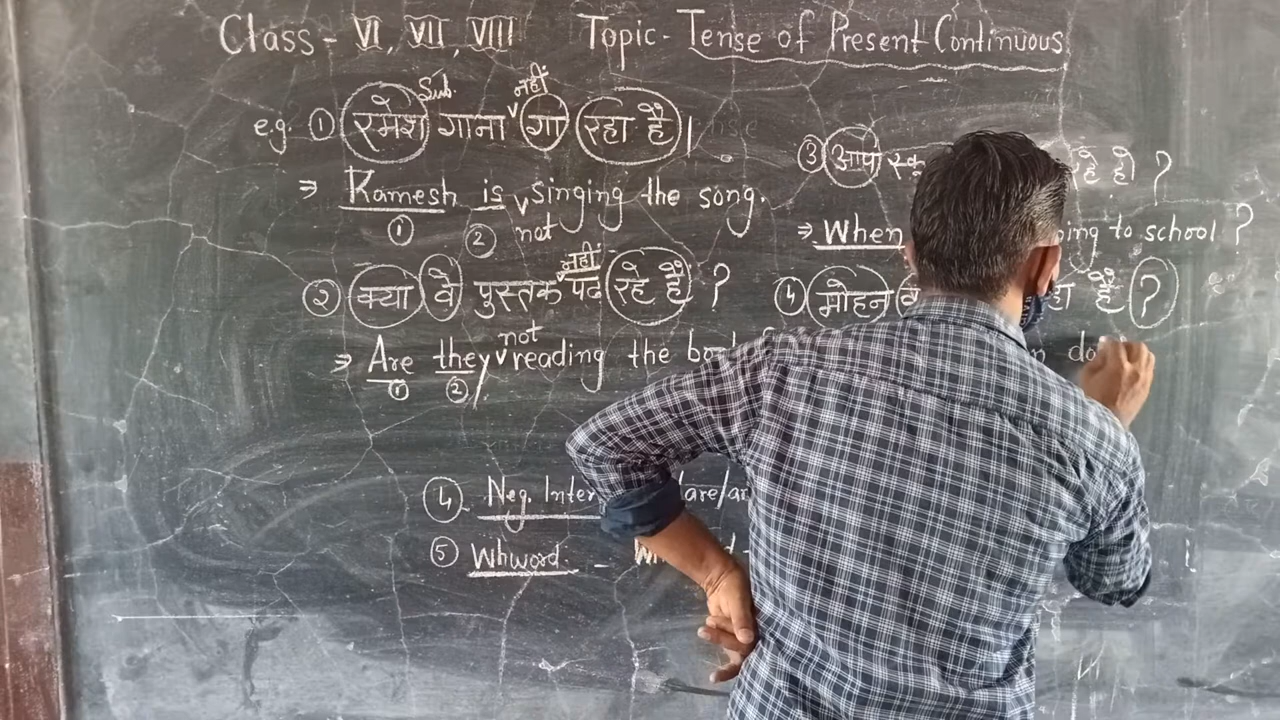 Class - VI, VII, VIII Topic - Tense of Present Continuous
e.g. ① रमेश Sub. गाना नहीं गा रहा है।
⇒ Ramesh is singing the song.
① ② not
② क्या वे पुस्तक नहीं पढ़ रहे हैं ?
⇒ Are they not reading the
① ②
③ आप हो ?
⇒ When to school ?
④ मोहन है ?
④. Neg. are
⑤ Whword. -